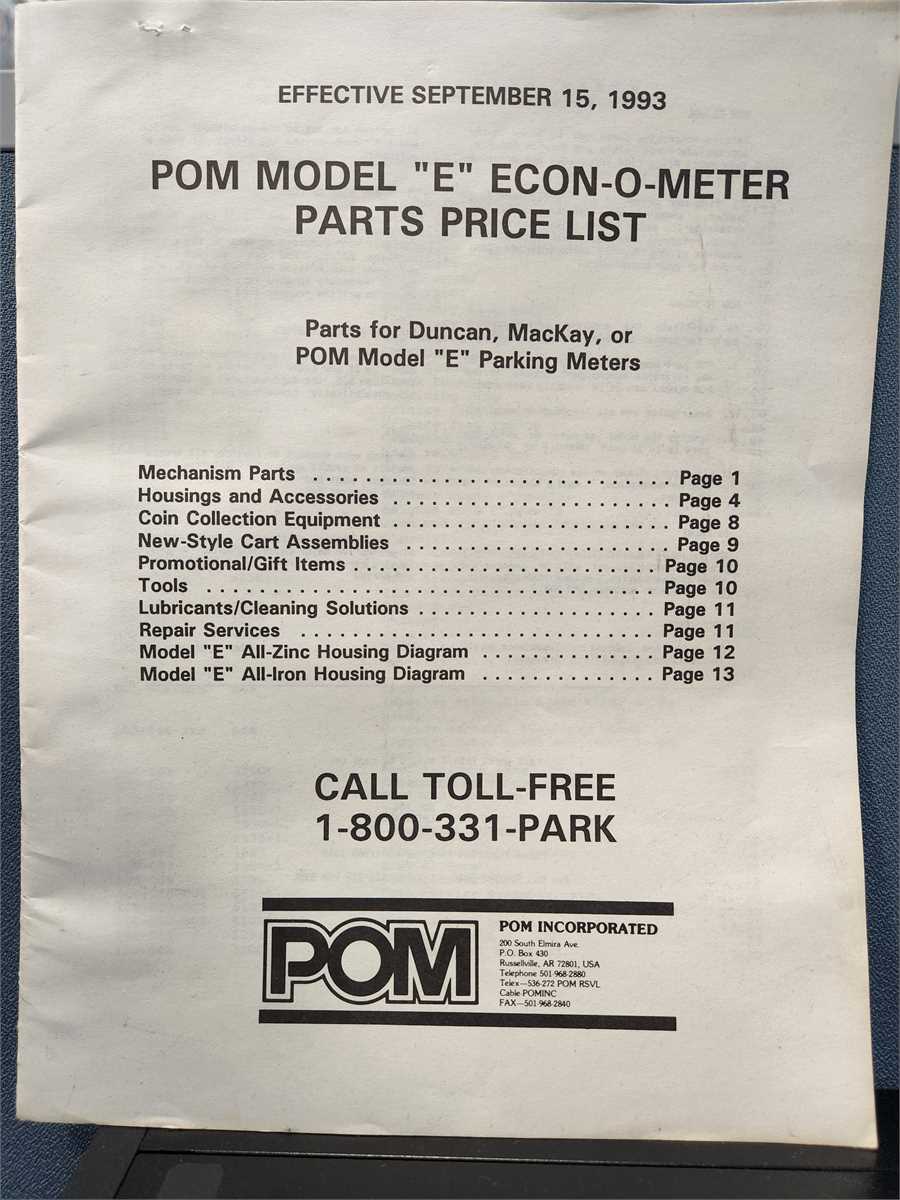 EFFECTIVE SEPTEMBER 15, 1993
POM MODEL "E" ECON-O-METER
PARTS PRICE LIST
Parts for Duncan, MacKay, or
POM Model "E" Parking Meters
Mechanism Parts . . . . . . . . . . . . . . . . . . . . . . . . . . . . Page 1
Housings and Accessories . . . . . . . . . . . . . . . . . . . . . . Page 4
Coin Collection Equipment . . . . . . . . . . . . . . . . . . . . . . Page 8
New-Style Cart Assemblies . . . . . . . . . . . . . . . . . . . . . Page 9
Promotional/Gift Items . . . . . . . . . . . . . . . . . . . . . . . . Page 10
Tools . . . . . . . . . . . . . . . . . . . . . . . . . . . . . . . . . . . Page 10
Lubricants/Cleaning Solutions . . . . . . . . . . . . . . . . . . . Page 11
Repair Services . . . . . . . . . . . . . . . . . . . . . . . . . . . . Page 11
Model "E" All-Zinc Housing Diagram . . . . . . . . . . . . . . Page 12
Model "E" All-Iron Housing Diagram . . . . . . . . . . . . . . Page 13
CALL TOLL-FREE
1-800-331-PARK
POM
POM INCORPORATED
200 South Elmira Ave.
P.O. Box 430
Russellville, AR 72801, USA
Telephone 501-968-2880
Telex—536-272 POM RSVL
Cable-POMINC
FAX—501-968-2840